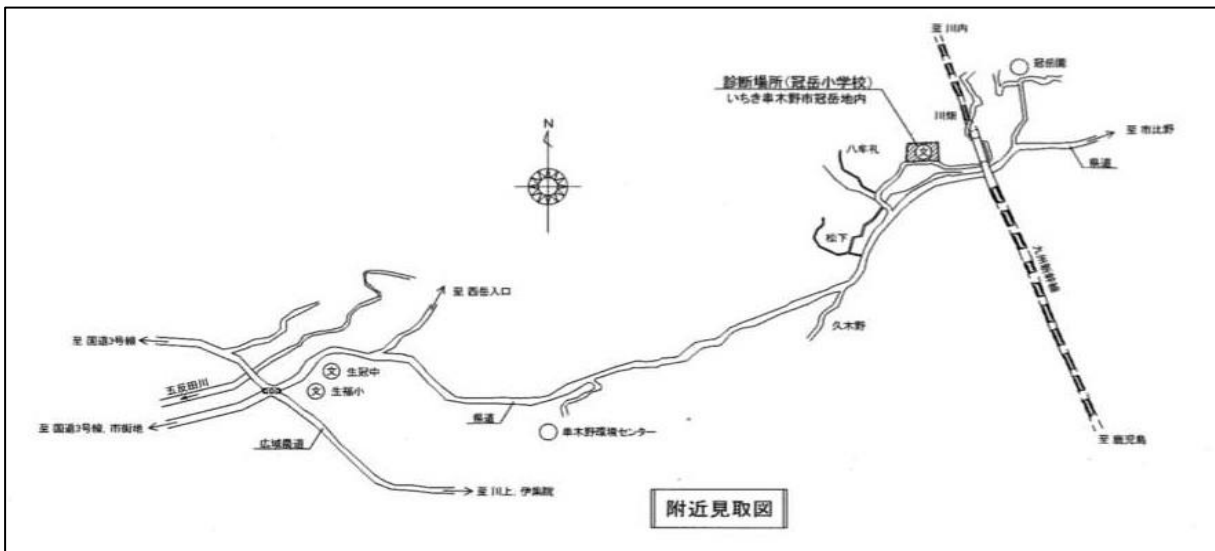 至 川内
冠岳園
診断場所(冠岳小学校)
いちき串木野市冠岳地内
川畑
至 市比野
文
県道
八牟礼
N
松下
九州新幹線
至 西岳入口
久木野
至 国道3号線
文 生冠中
五反田川
文 生福小
県道
至 国道3号線, 市街地
串木野環境センター
広域農道
至 鹿児島
至 川上, 伊集院
附近見取図